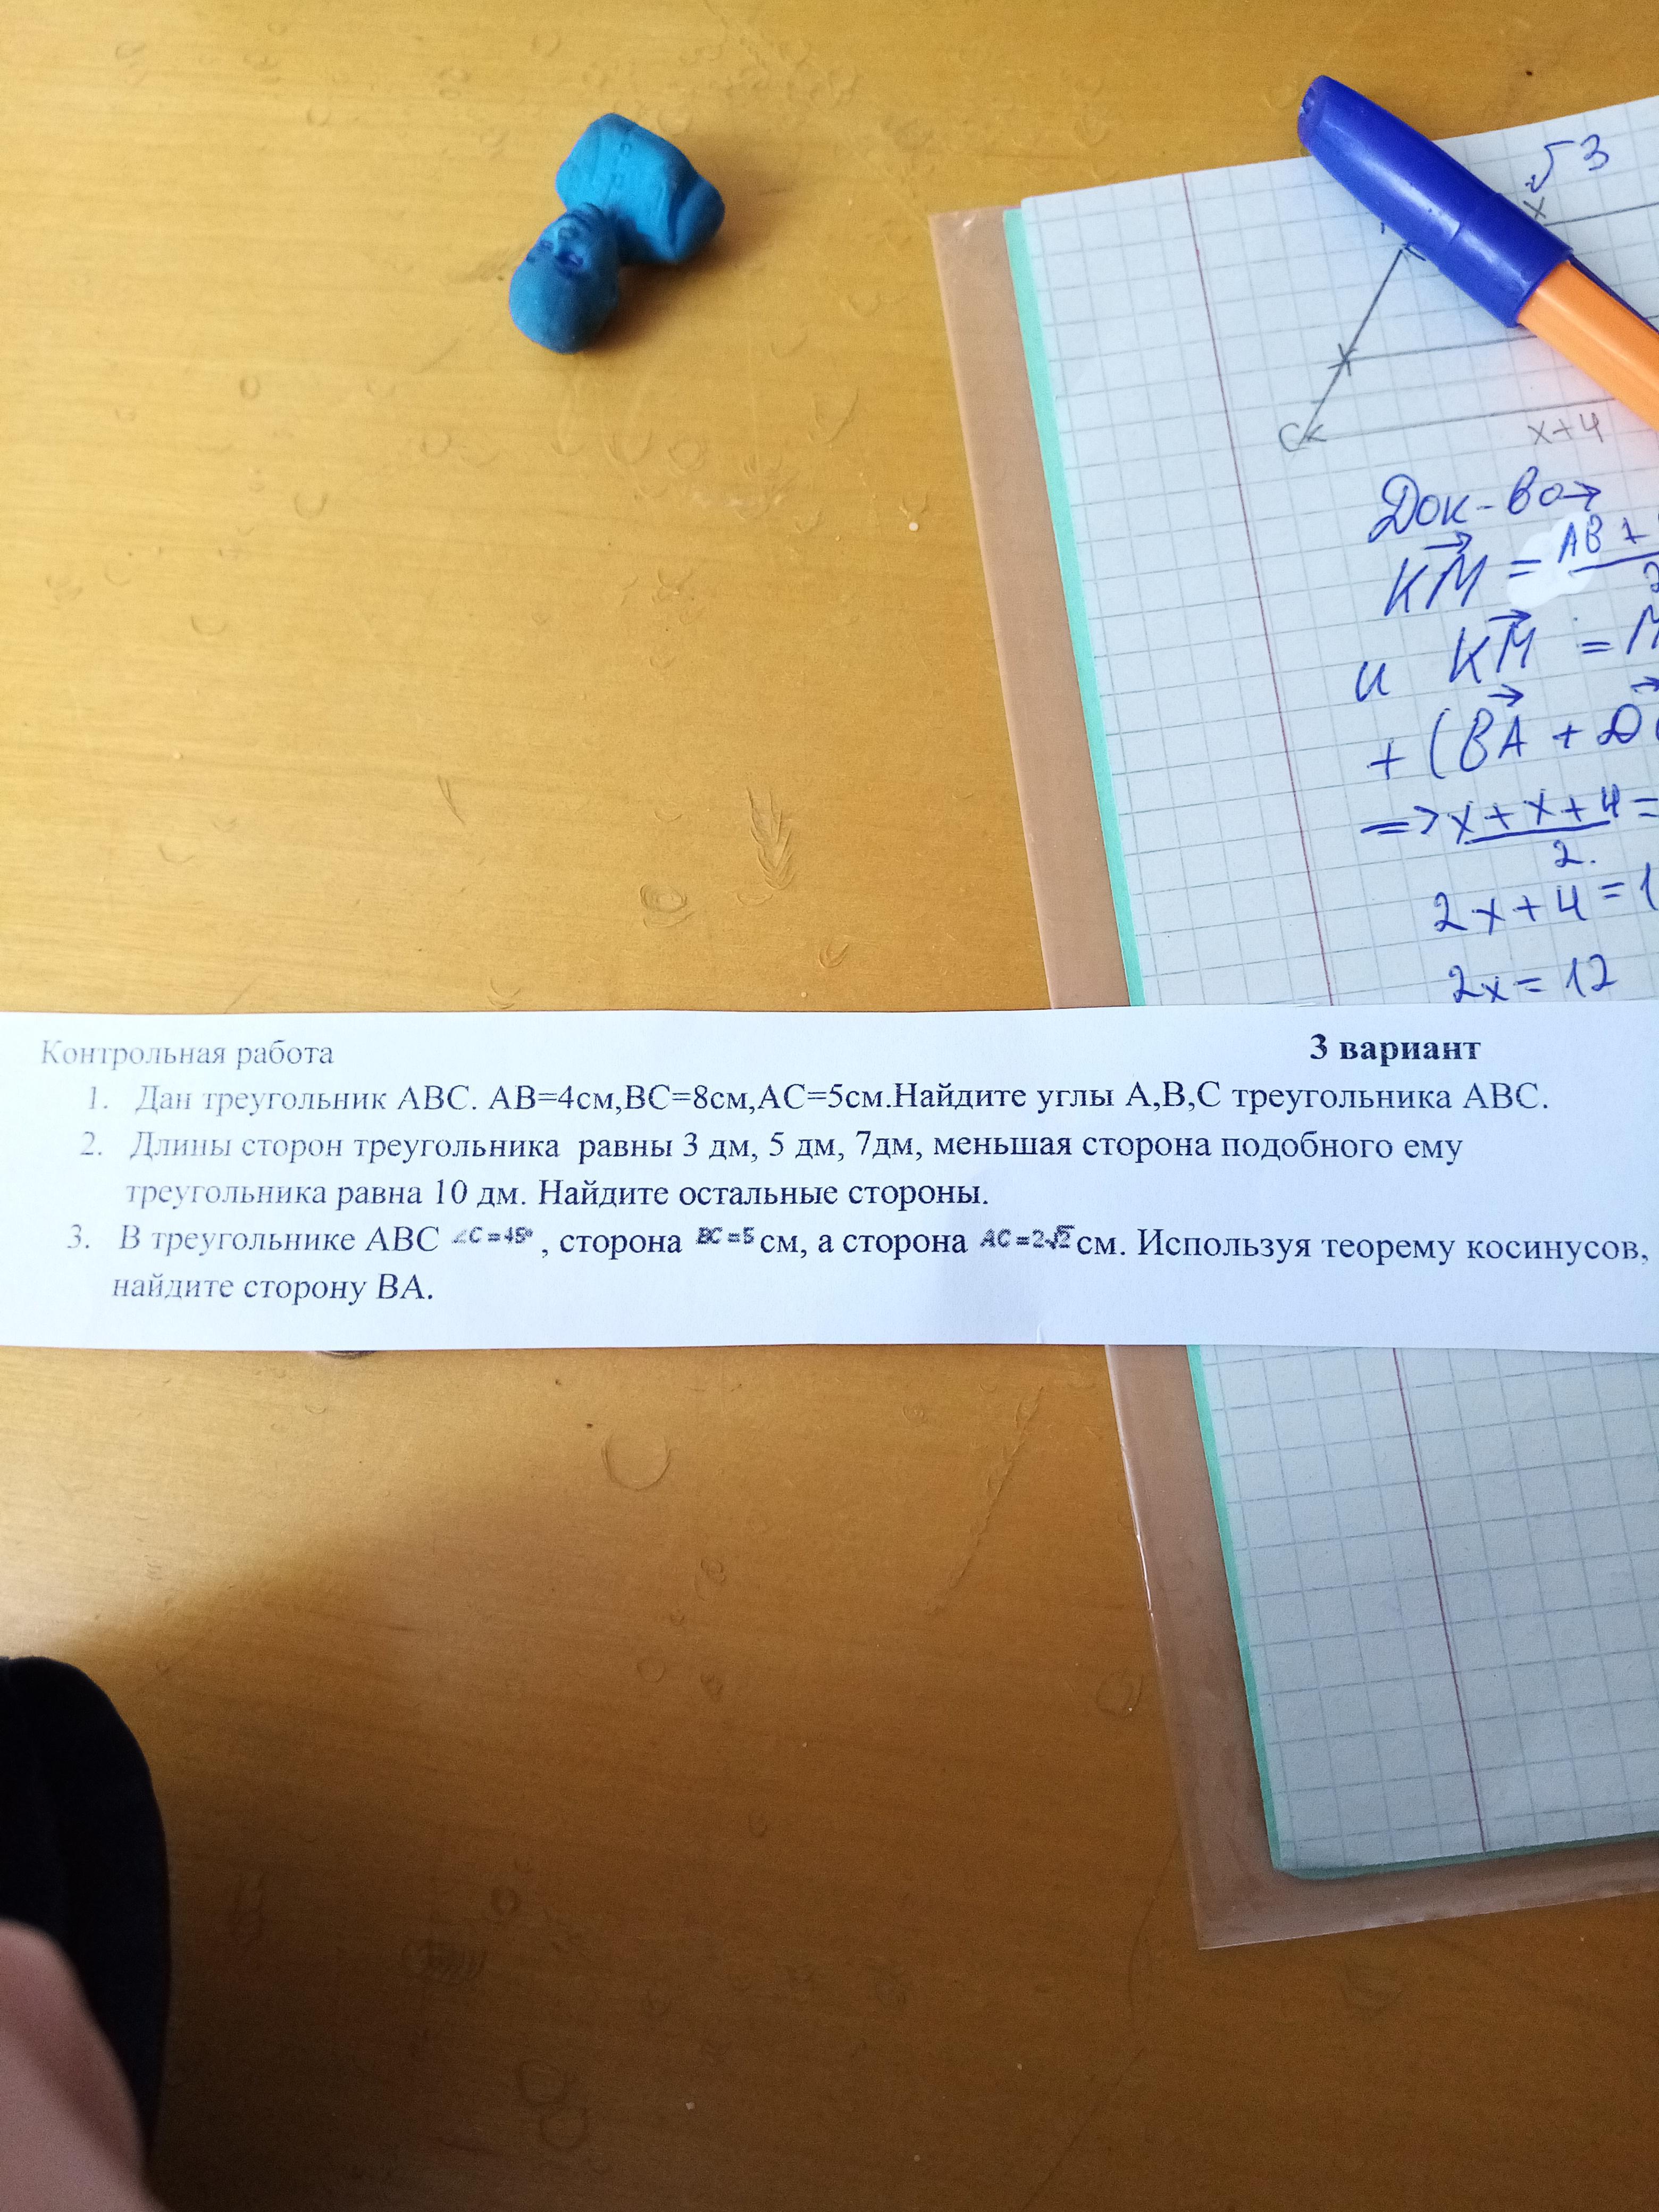 √3
x
C
x+4
Док-во
KM = AB +
2
и KM =
+ (BA + D
=> x + x + 4 =
2.
2x + 4 = 1
2x = 12
Контрольная работа
3 вариант
1. Дан треугольник ABC. AB=4см,BC=8см,AC=5см.Найдите углы A,B,C треугольника ABC.
2. Длины сторон треугольника равны 3 дм, 5 дм, 7дм, меньшая сторона подобного ему
треугольника равна 10 дм. Найдите остальные стороны.
3. В треугольнике ABC ∠C=45°, сторона BC=5 см, а сторона AC=2√2 см. Используя теорему косинусов,
найдите сторону BA.